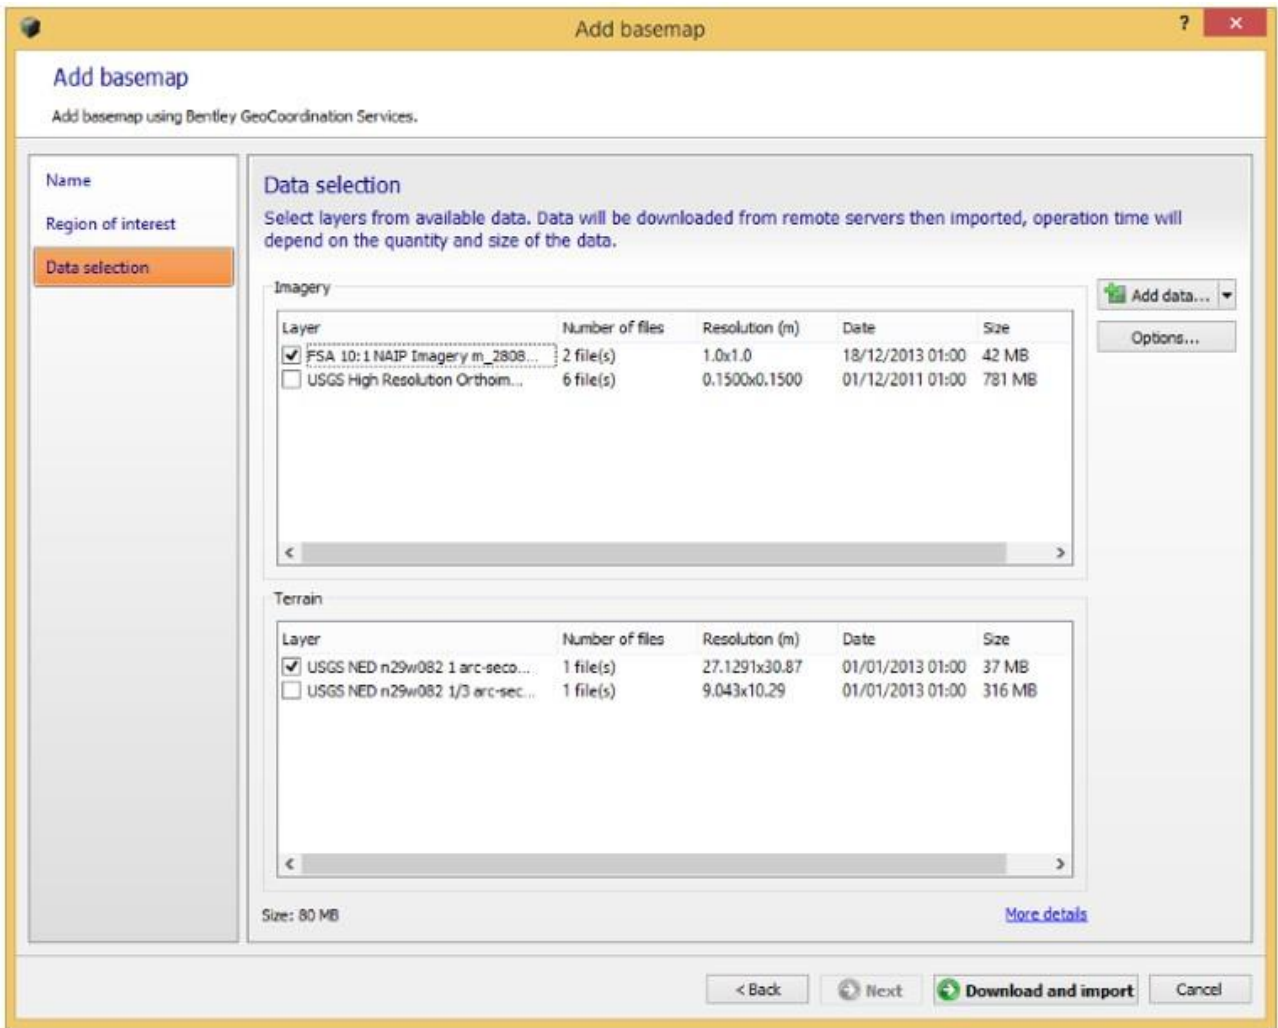 Add basemap
?
Add basemap
Add basemap using Bentley GeoCoordination Services.
Name
Region of interest
Data selection
Data selection
Select layers from available data. Data will be downloaded from remote servers then imported, operation time will
depend on the quantity and size of the data.
Imagery
Add data...
Options...
Layer Number of files Resolution (m) Date Size
FSA 10:1 NAIP Imagery m_2808... 2 file(s) 1.0x1.0 18/12/2013 01:00 42 MB
USGS High Resolution Orthoim... 6 file(s) 0.1500x0.1500 01/12/2011 01:00 781 MB
Terrain
Layer Number of files Resolution (m) Date Size
USGS NED n29w082 1 arc-seco... 1 file(s) 27.1291x30.87 01/01/2013 01:00 37 MB
USGS NED n29w082 1/3 arc-sec... 1 file(s) 9.043x10.29 01/01/2013 01:00 316 MB
Size: 80 MB
More details
< Back
Next
Download and import
Cancel